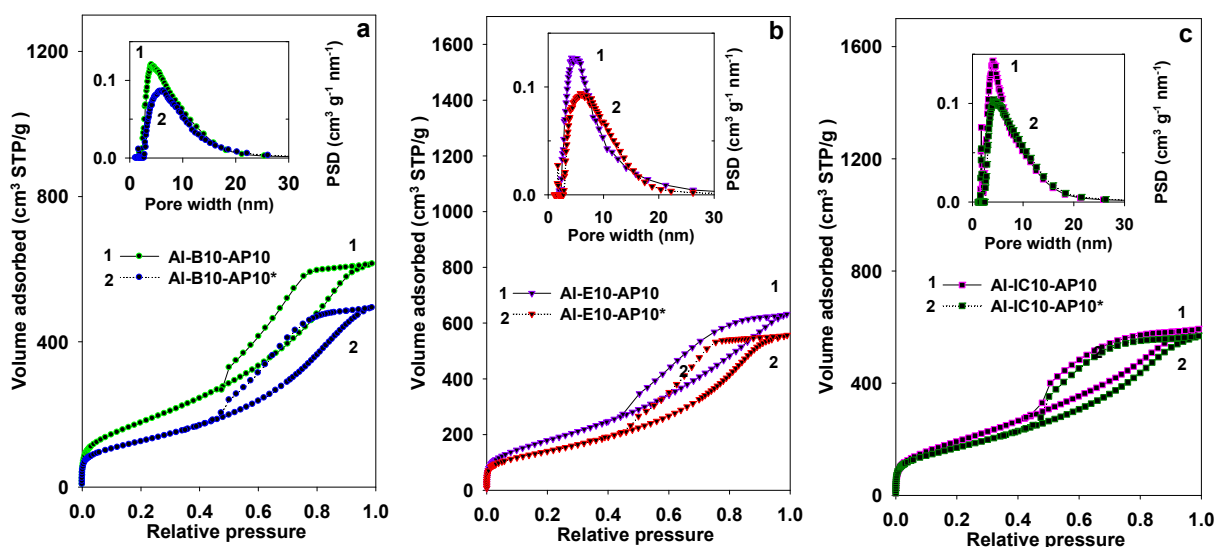 a
Volume adsorbed (cm³ STP/g )
1200
800
400
0
0.0 0.2 0.4 0.6 0.8 1.0
Relative pressure
1
2
0.1
0.0
0 10 20 30
Pore width (nm)
PSD (cm³ g⁻¹ nm⁻¹)
1 Al-B10-AP10
2 Al-B10-AP10*
1
2
b
Volume adsorbed (cm³ STP/g )
1600
1400
1200
1000
800
600
400
200
0
0.0 0.2 0.4 0.6 0.8 1.0
Relative pressure
1
2
0.1
0.0
0 10 20 30
Pore width (nm)
PSD (cm³ g⁻¹ nm⁻¹)
1 Al-E10-AP10
2 Al-E10-AP10*
1
2
2
c
Volume adsorbed (cm³ STP/g )
1600
1200
800
400
0
0.0 0.2 0.4 0.6 0.8 1.0
Relative pressure
1
2
0.1
0.0
0 10 20 30
Pore width (nm)
PSD (cm³ g⁻¹ nm⁻¹)
1 Al-IC10-AP10
2 Al-IC10-AP10*
1
2